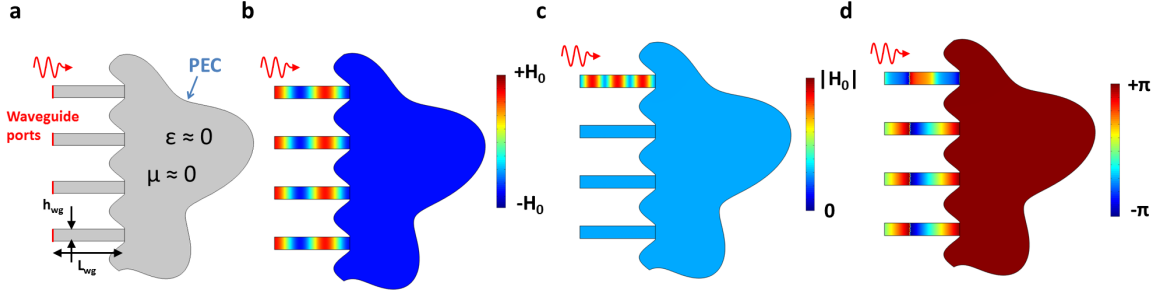 a
b
c
d
PEC
Waveguide
ports
ε ≈ 0
μ ≈ 0
hwg
Lwg
+H₀
-H₀
|H₀|
0
+π
-π